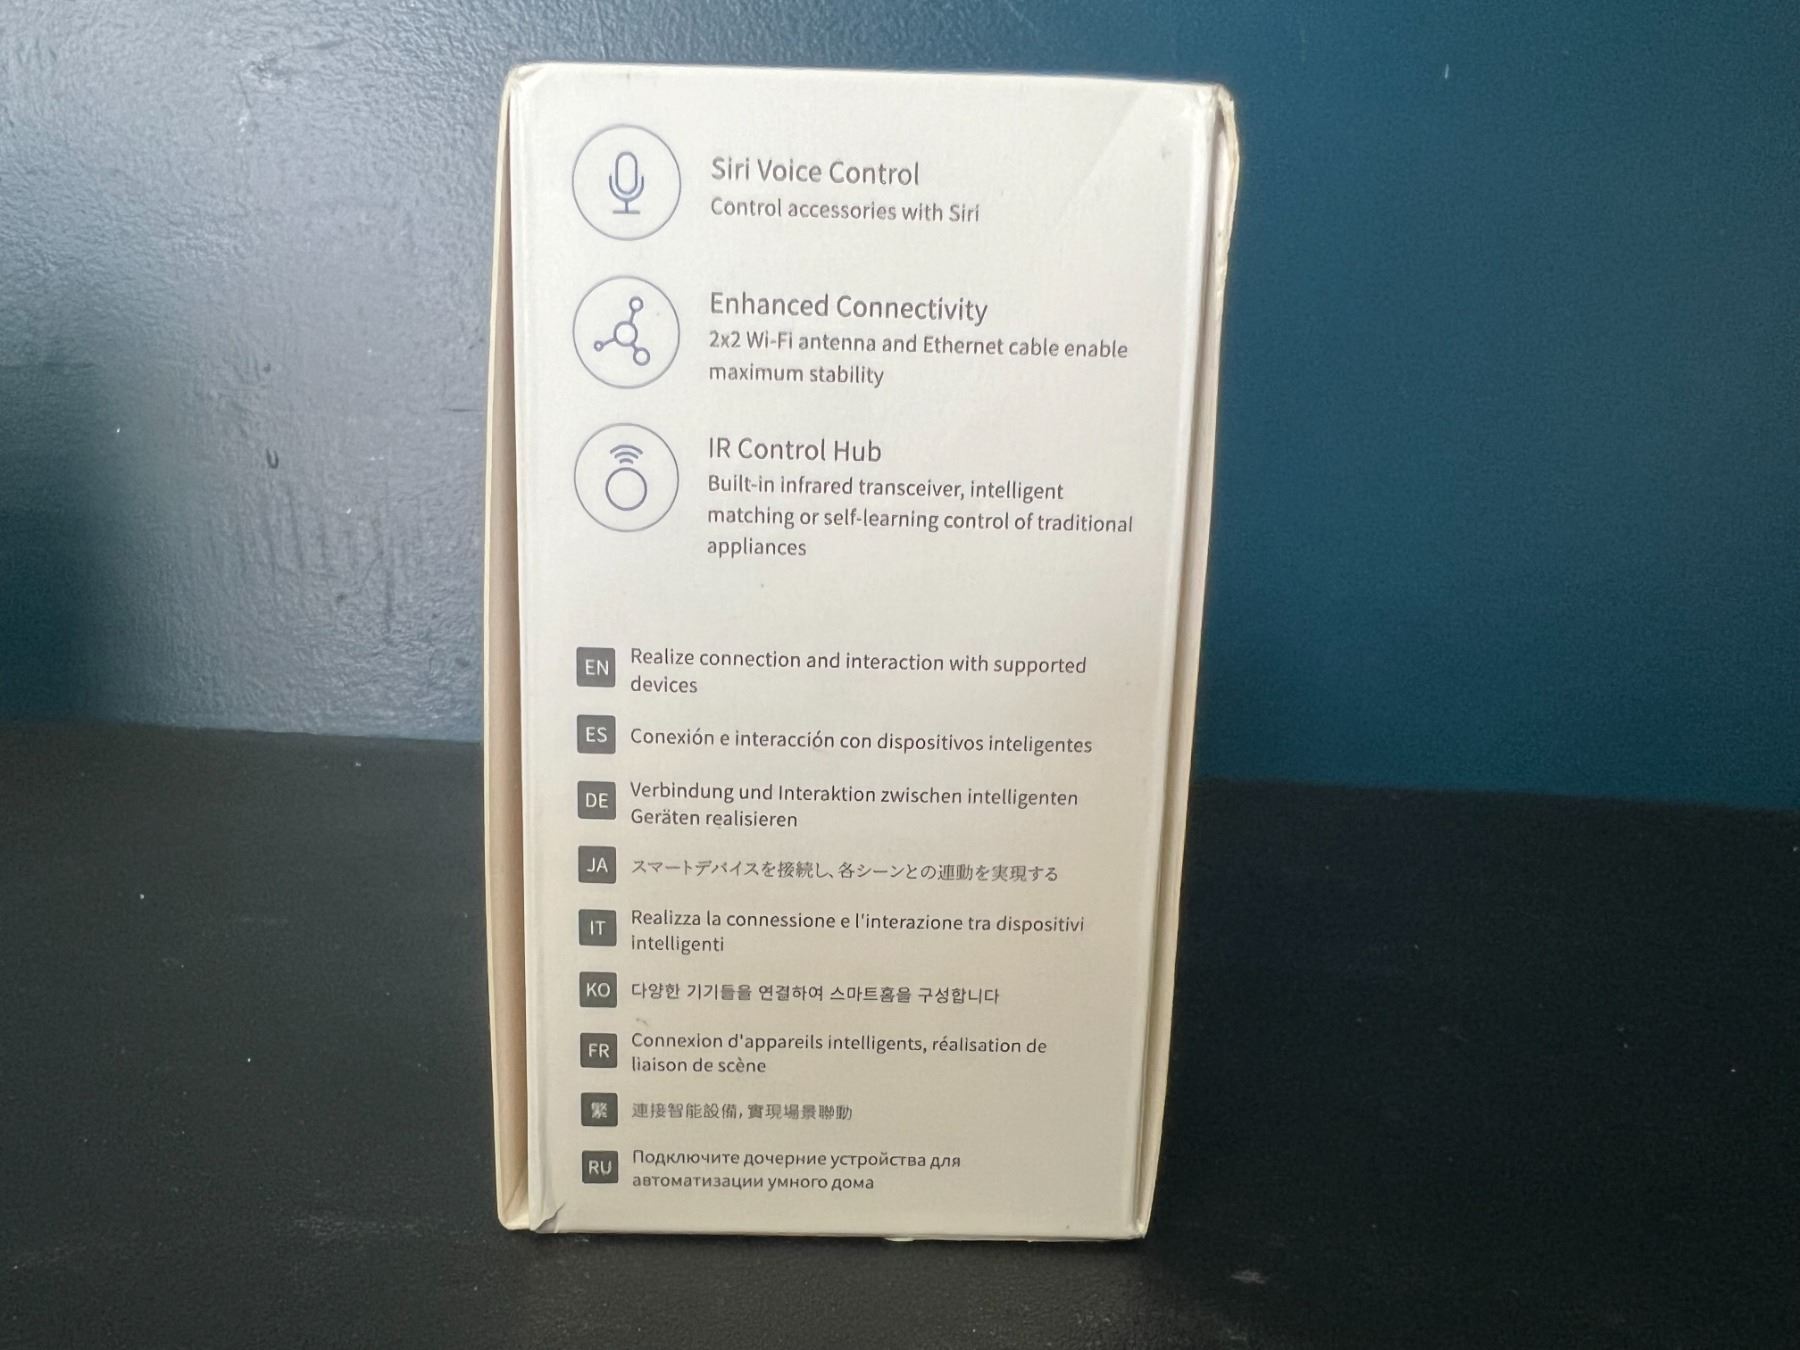 Siri Voice Control
Control accessories with Siri
Enhanced Connectivity
2x2 Wi-Fi antenna and Ethernet cable enable
maximum stability
IR Control Hub
Built-in infrared transceiver, intelligent
matching or self-learning control of traditional
appliances
EN Realize connection and interaction with supported
devices
ES Conexión e interacción con dispositivos inteligentes
DE Verbindung und Interaktion zwischen intelligenten
Geräten realisieren
JA スマートデバイスを接続し、各シーンとの連動を実現する
IT Realizza la connessione e l'interazione tra dispositivi
intelligenti
KO 다양한 기기들을 연결하여 스마트홈을 구성합니다
FR Connexion d'appareils intelligents, réalisation de
liaison de scène
繁 連接智能設備,實現場景聯動
RU Подключите дочерние устройства для
автоматизации умного дома